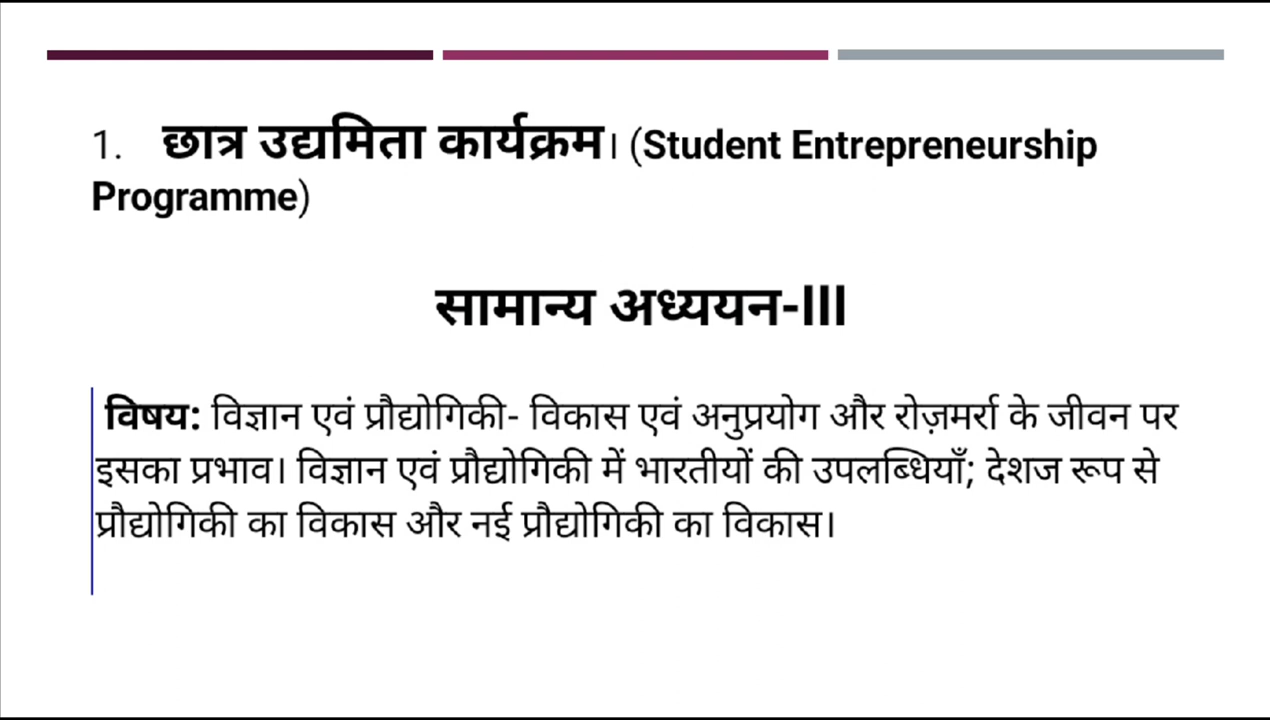 1. छात्र उद्यमिता कार्यक्रम। (Student Entrepreneurship
Programme)
सामान्य अध्ययन-III
विषय: विज्ञान एवं प्रौद्योगिकी- विकास एवं अनुप्रयोग और रोज़मर्रा के जीवन पर
इसका प्रभाव। विज्ञान एवं प्रौद्योगिकी में भारतीयों की उपलब्धियाँ; देशज रूप से
प्रौद्योगिकी का विकास और नई प्रौद्योगिकी का विकास।